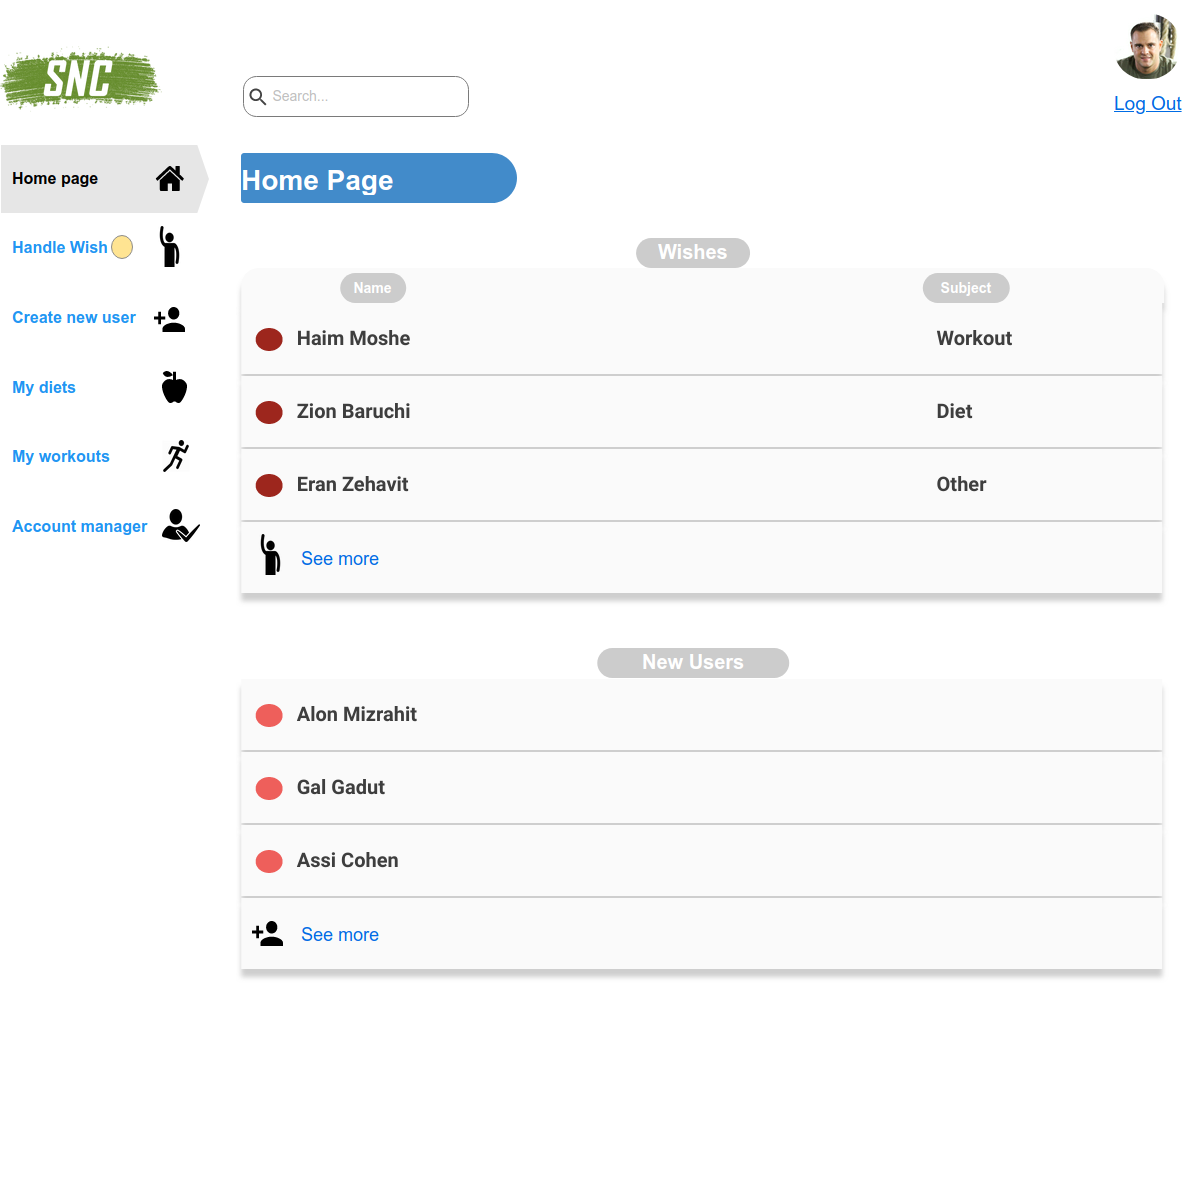 SNC
Search...
Log Out
Home page
Handle Wish
Create new user
My diets
My workouts
Account manager
Home Page
Wishes
Name
Subject
Haim Moshe
Workout
Zion Baruchi
Diet
Eran Zehavit
Other
See more
New Users
Alon Mizrahit
Gal Gadut
Assi Cohen
See more